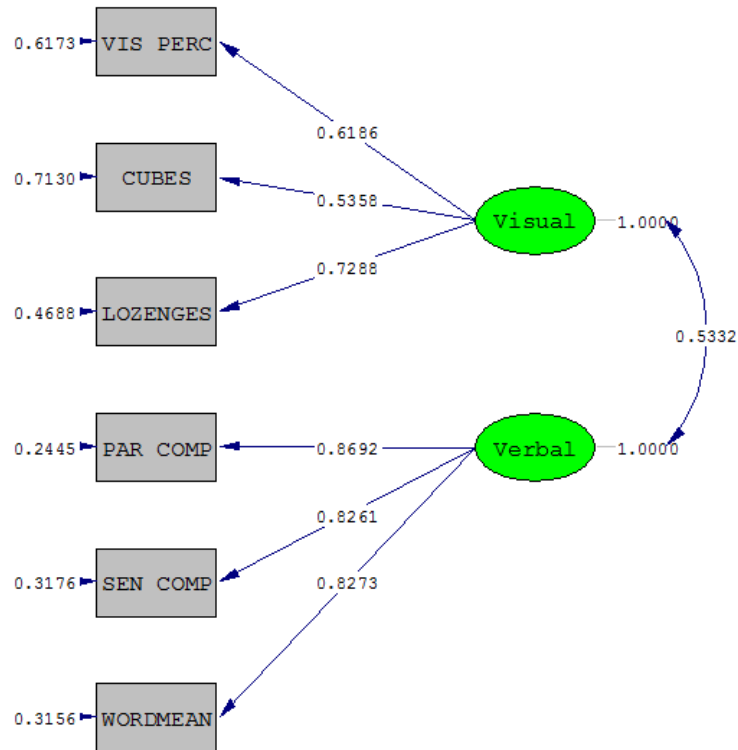 0.6173 VIS PERC
0.6186
0.7130 CUBES
0.5358
Visual 1.0000
0.7288
0.4688 LOZENGES
0.5332
0.2445 PAR COMP
0.8692
Verbal 1.0000
0.8261
0.3176 SEN COMP
0.8273
0.3156 WORDMEAN